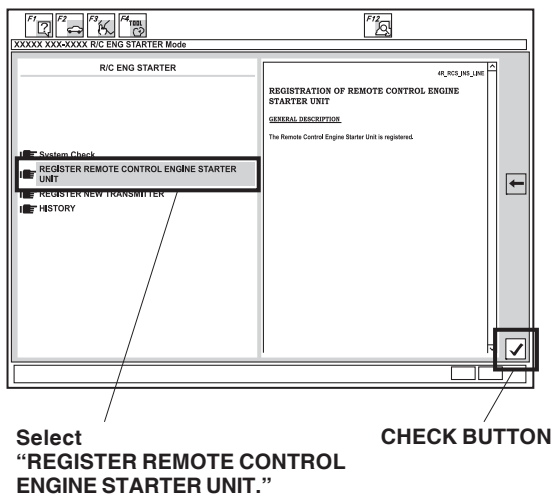 F1 F2 F3 F4 TOOL F12
XXXXX XXX-XXXX R/C ENG STARTER Mode
R/C ENG STARTER
System Check
REGISTER REMOTE CONTROL ENGINE STARTER
UNIT
REGISTER NEW TRANSMITTER
HISTORY
4R_RCS_INS_LINE
REGISTRATION OF REMOTE CONTROL ENGINE
STARTER UNIT
GENERAL DESCRIPTION
The Remote Control Engine Starter Unit is registered.
Select
“REGISTER REMOTE CONTROL
ENGINE STARTER UNIT.”
CHECK BUTTON